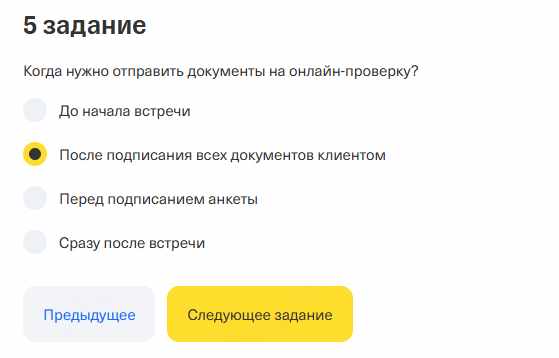 5 задание
Когда нужно отправить документы на онлайн-проверку?
До начала встречи
После подписания всех документов клиентом
Перед подписанием анкеты
Сразу после встречи
Предыдущее
Следующее задание